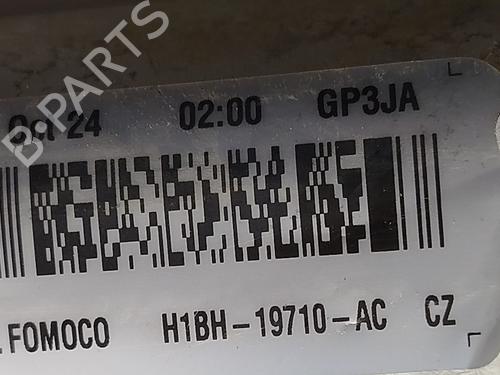 B-PARTS
Oct 24 02:00 GP3JA
FOMOCO H1BH-19710-AC CZ